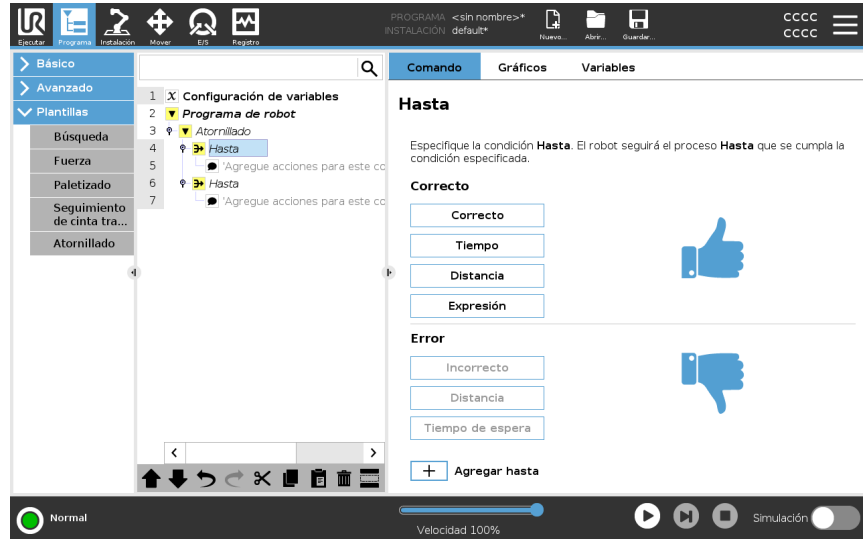 PROGRAMA <sin nombre>*
INSTALACIÓN default*
Ejecutar
Programa
Instalación
Mover
E/S
Registro
Nuevo...
Abrir...
Guardar...
cccc
cccc
Básico
Avanzado
Plantillas
Búsqueda
Fuerza
Paletizado
Seguimiento
de cinta tra...
Atornillado
1 X Configuración de variables
2 Programa de robot
3 Atornillado
4 Hasta
5 'Agregue acciones para este co
6 Hasta
7 'Agregue acciones para este co
Comando Gráficos Variables
Hasta
Especifique la condición Hasta. El robot seguirá el proceso Hasta que se cumpla la
condición especificada.
Correcto
Correcto
Tiempo
Distancia
Expresión
Error
Incorrecto
Distancia
Tiempo de espera
+ Agregar hasta
Normal
Velocidad 100%
Simulación